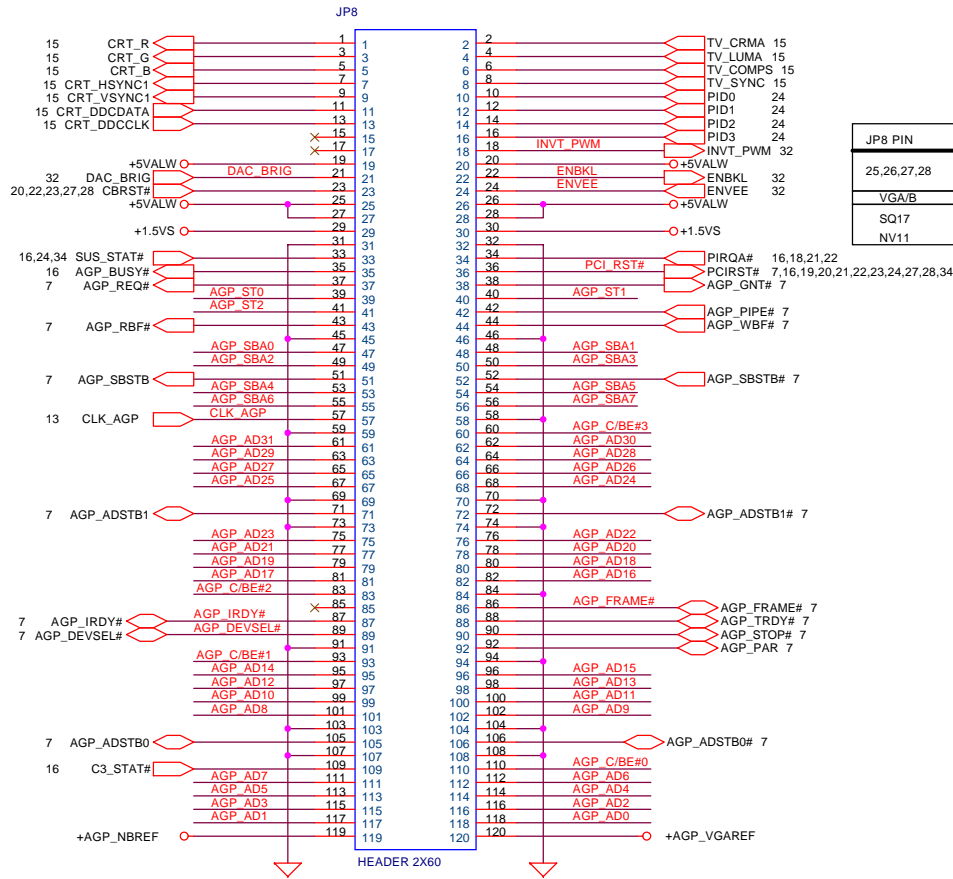 JP8
15 CRT_R 1 1 2 2 TV_CRMA 15
15 CRT_G 3 3 4 4 TV_LUMA 15
15 CRT_B 5 5 6 6 TV_COMPS 15
15 CRT_HSYNC1 7 7 8 8 TV_SYNC 15
15 CRT_VSYNC1 9 9 10 10 PID0 24
15 CRT_DDCDATA 11 11 12 12 PID1 24
15 CRT_DDCCLK 13 13 14 14 PID2 24
15 15 16 16 PID3 24
17 17 18 18 INVT_PWM INVT_PWM 32
+5VALW 19 19 20 20 +5VALW
32 DAC_BRIG DAC_BRIG 21 21 22 22 ENBKL ENBKL 32
20,22,23,27,28 CBRST# 23 23 24 24 ENVEE ENVEE 32
+5VALW 25 25 26 26 +5VALW
27 27 28 28
+1.5VS 29 29 30 30 +1.5VS
31 31 32 32
16,24,34 SUS_STAT# 33 33 34 34 PIRQA# 16,18,21,22
16 AGP_BUSY# 35 35 36 36 PCI_RST# PCIRST# 7,16,19,20,21,22,23,24,27,28,34
7 AGP_REQ# 37 37 38 38 AGP_GNT# 7
AGP_ST0 39 39 40 40 AGP_ST1
AGP_ST2 41 41 42 42 AGP_PIPE# 7
7 AGP_RBF# 43 43 44 44 AGP_WBF# 7
45 45 46 46
AGP_SBA0 47 47 48 48 AGP_SBA1
AGP_SBA2 49 49 50 50 AGP_SBA3
7 AGP_SBSTB 51 51 52 52 AGP_SBSTB# 7
AGP_SBA4 53 53 54 54 AGP_SBA5
AGP_SBA6 55 55 56 56 AGP_SBA7
13 CLK_AGP CLK_AGP 57 57 58 58
59 59 60 60 AGP_C/BE#3
AGP_AD31 61 61 62 62 AGP_AD30
AGP_AD29 63 63 64 64 AGP_AD28
AGP_AD27 65 65 66 66 AGP_AD26
AGP_AD25 67 67 68 68 AGP_AD24
69 69 70 70
7 AGP_ADSTB1 71 71 72 72 AGP_ADSTB1# 7
73 73 74 74
AGP_AD23 75 75 76 76 AGP_AD22
AGP_AD21 77 77 78 78 AGP_AD20
AGP_AD19 79 79 80 80 AGP_AD18
AGP_AD17 81 81 82 82 AGP_AD16
AGP_C/BE#2 83 83 84 84
85 85 86 86 AGP_FRAME# AGP_FRAME# 7
7 AGP_IRDY# AGP_IRDY# 87 87 88 88 AGP_TRDY# 7
7 AGP_DEVSEL# AGP_DEVSEL# 89 89 90 90 AGP_STOP# 7
91 91 92 92 AGP_PAR 7
AGP_C/BE#1 93 93 94 94
AGP_AD14 95 95 96 96 AGP_AD15
AGP_AD12 97 97 98 98 AGP_AD13
AGP_AD10 99 99 100 100 AGP_AD11
AGP_AD8 101 101 102 102 AGP_AD9
103 103 104 104
7 AGP_ADSTB0 105 105 106 106 AGP_ADSTB0# 7
107 107 108 108
16 C3_STAT# 109 109 110 110 AGP_C/BE#0
AGP_AD7 111 111 112 112 AGP_AD6
AGP_AD5 113 113 114 114 AGP_AD4
AGP_AD3 115 115 116 116 AGP_AD2
AGP_AD1 117 117 118 118 AGP_AD0
+AGP_NBREF 119 119 120 120 +AGP_VGAREF
HEADER 2X60
JP8 PIN
25,26,27,28
VGA/B
SQ17
NV11